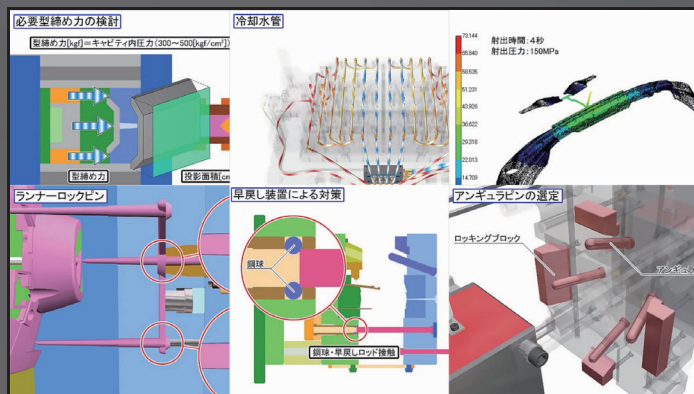 必要型締め力の検討
型締め力[kgf]=キャビティ内圧力(300～500[kgf/cm²])
型締め力
投影面積[cm
冷却水管
73.144
65.840
58.535
51.231
43.926
36.622
29.318
22.013
14.709
射出時間:4秒
射出圧力:150MPa
ランナーロックピン
早戻し装置による対策
鋼球
鋼球・早戻しロッド接触
アンギュラピンの選定
ロッキングブロック
アンギュラ